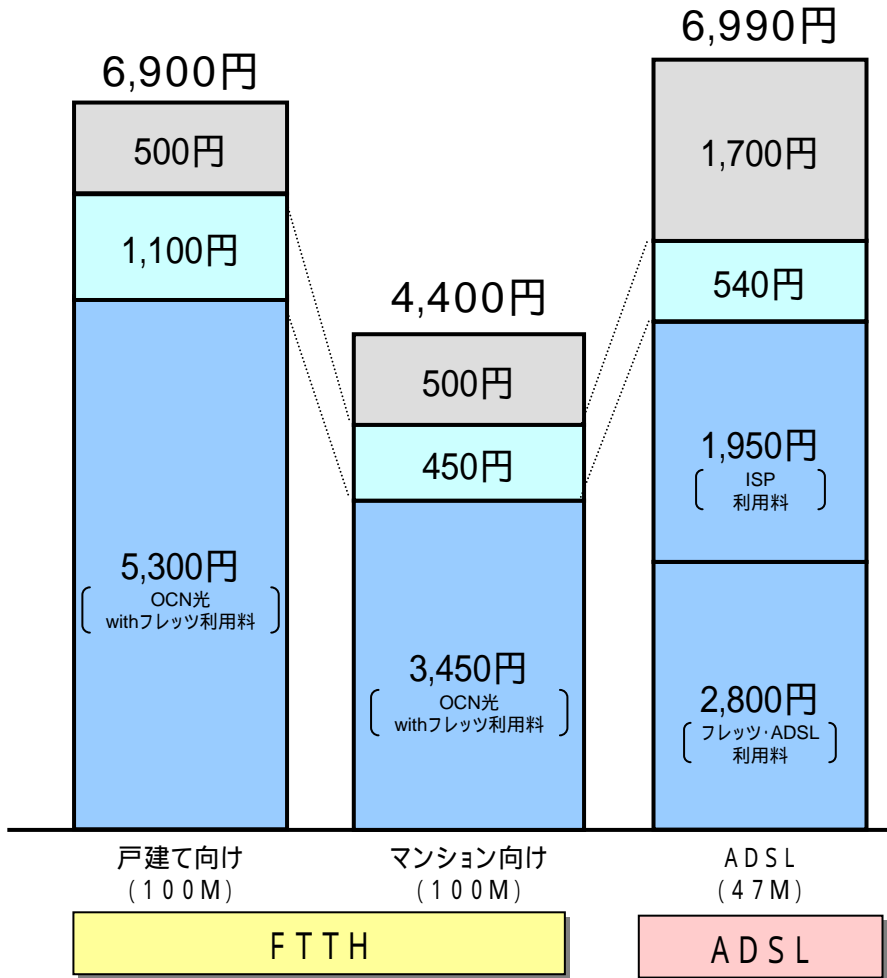 6,900円
500円
1,100円
5,300円
OCN光
withフレッツ利用料
4,400円
500円
450円
3,450円
OCN光
withフレッツ利用料
6,990円
1,700円
540円
1,950円
ISP
利用料
2,800円
フレッツ・ADSL
利用料
戸建て向け
(100M)
マンション向け
(100M)
ADSL
(47M)
FTTH
ADSL